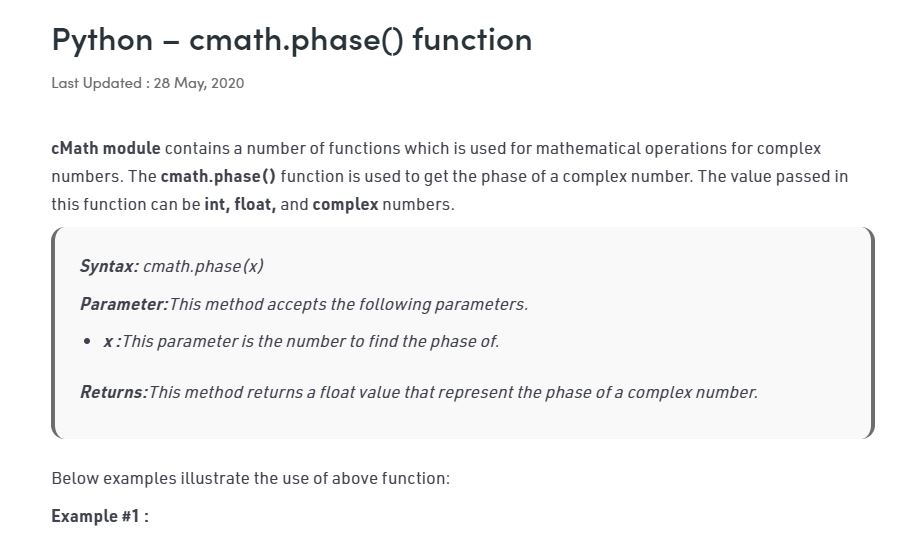 Python – cmath.phase() function
Last Updated : 28 May, 2020
cMath module contains a number of functions which is used for mathematical operations for complex
numbers. The cmath.phase() function is used to get the phase of a complex number. The value passed in
this function can be int, float, and complex numbers.
Syntax: cmath.phase(x)
Parameter:This method accepts the following parameters.
• x :This parameter is the number to find the phase of.
Returns:This method returns a float value that represent the phase of a complex number.
Below examples illustrate the use of above function:
Example #1 :